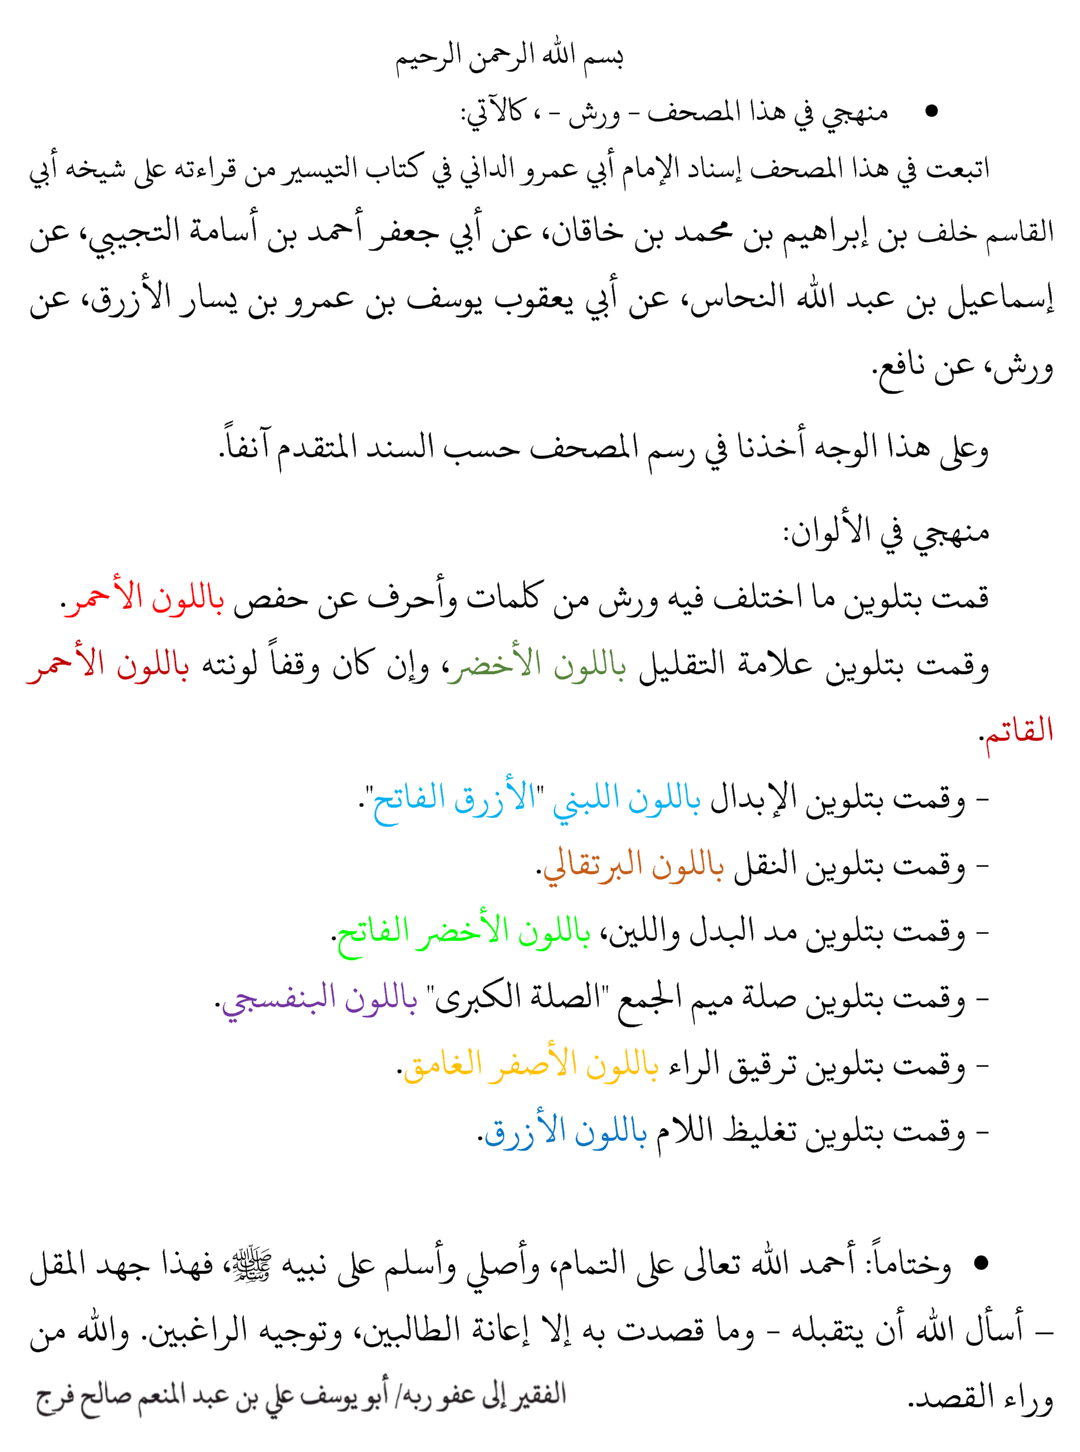 بسم الله الرحمن الرحيم
• منهجي في هذا المصحف – ورش – ، كالآتي:
اتبعت في هذا المصحف إسناد الإمام أبي عمرو الداني في كتاب التيسير من قراءته على شيخه أبي
القاسم خلف بن إبراهيم بن محمد بن خاقان، عن أبي جعفر أحمد بن أسامة التجيبي، عن
إسماعيل بن عبد الله النحاس، عن أبي يعقوب يوسف بن عمرو بن يسار الأزرق، عن
ورش، عن نافع.
وعلى هذا الوجه أخذنا في رسم المصحف حسب السند المتقدم آنفاً.
منهجي في الألوان:
قمت بتلوين ما اختلف فيه ورش من كلمات وأحرف عن حفص باللون الأحمر.
وقمت بتلوين علامة التقليل باللون الأخضر، وإن كان وقفاً لونته باللون الأحمر
القاتم.
– وقمت بتلوين الإبدال باللون اللبني "الأزرق الفاتح".
– وقمت بتلوين النقل باللون البرتقالي.
– وقمت بتلوين مد البدل واللين، باللون الأخضر الفاتح.
– وقمت بتلوين صلة ميم الجمع "الصلة الكبرى" باللون البنفسجي.
– وقمت بتلوين ترقيق الراء باللون الأصفر الغامق.
– وقمت بتلوين تغليظ اللام باللون الأزرق.
• وختاماً: أحمد الله تعالى على التمام، وأصلي وأسلم على نبيه ﷺ، فهذا جهد المقل
– أسأل الله أن يتقبله – وما قصدت به إلا إعانة الطالبين، وتوجيه الراغبين. والله من
وراء القصد. الفقير إلى عفو ربه/ أبو يوسف علي بن عبد المنعم صالح فرج